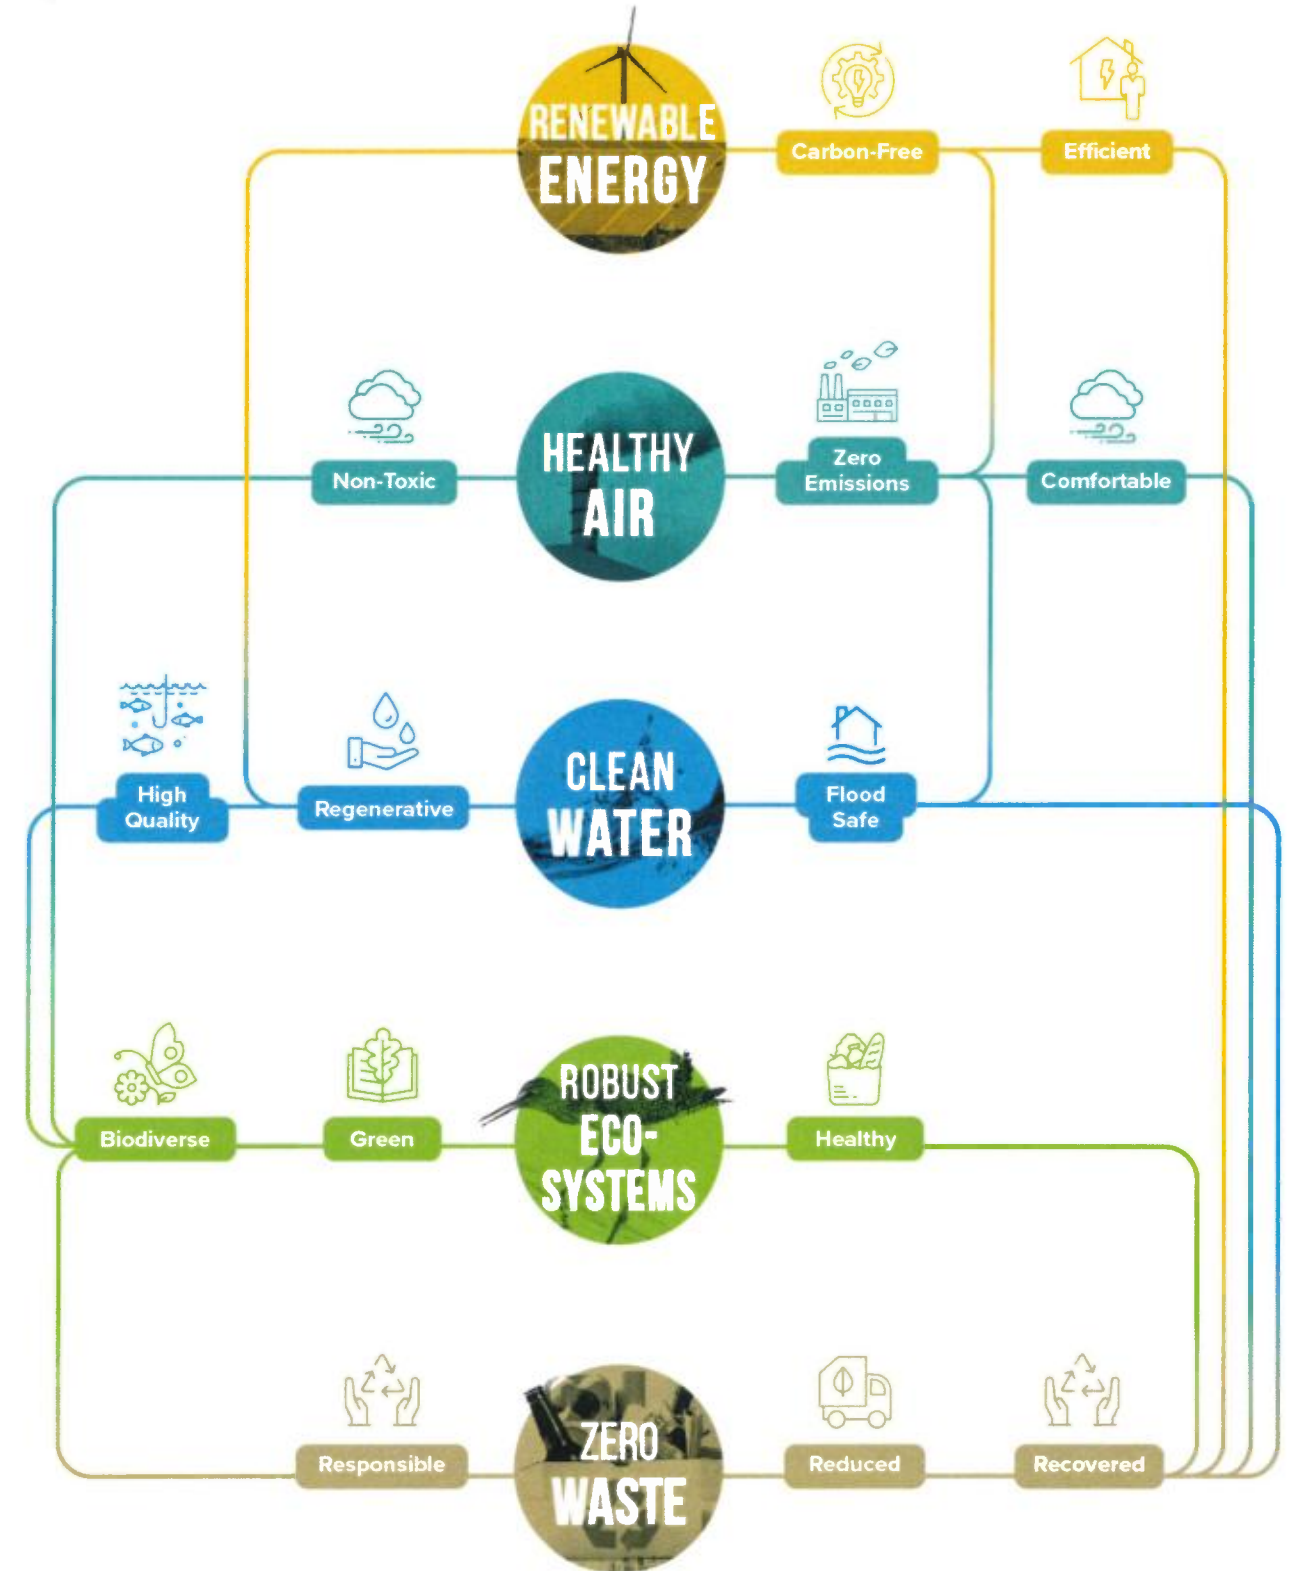 RENEWABLE
ENERGY
Carbon-Free
Efficient
Non-Toxic
HEALTHY
AIR
Zero
Emissions
Comfortable
High
Quality
Regenerative
CLEAN
WATER
Flood
Safe
Biodiverse
Green
ROBUST
ECO-
SYSTEMS
Healthy
Responsible
ZERO
WASTE
Reduced
Recovered